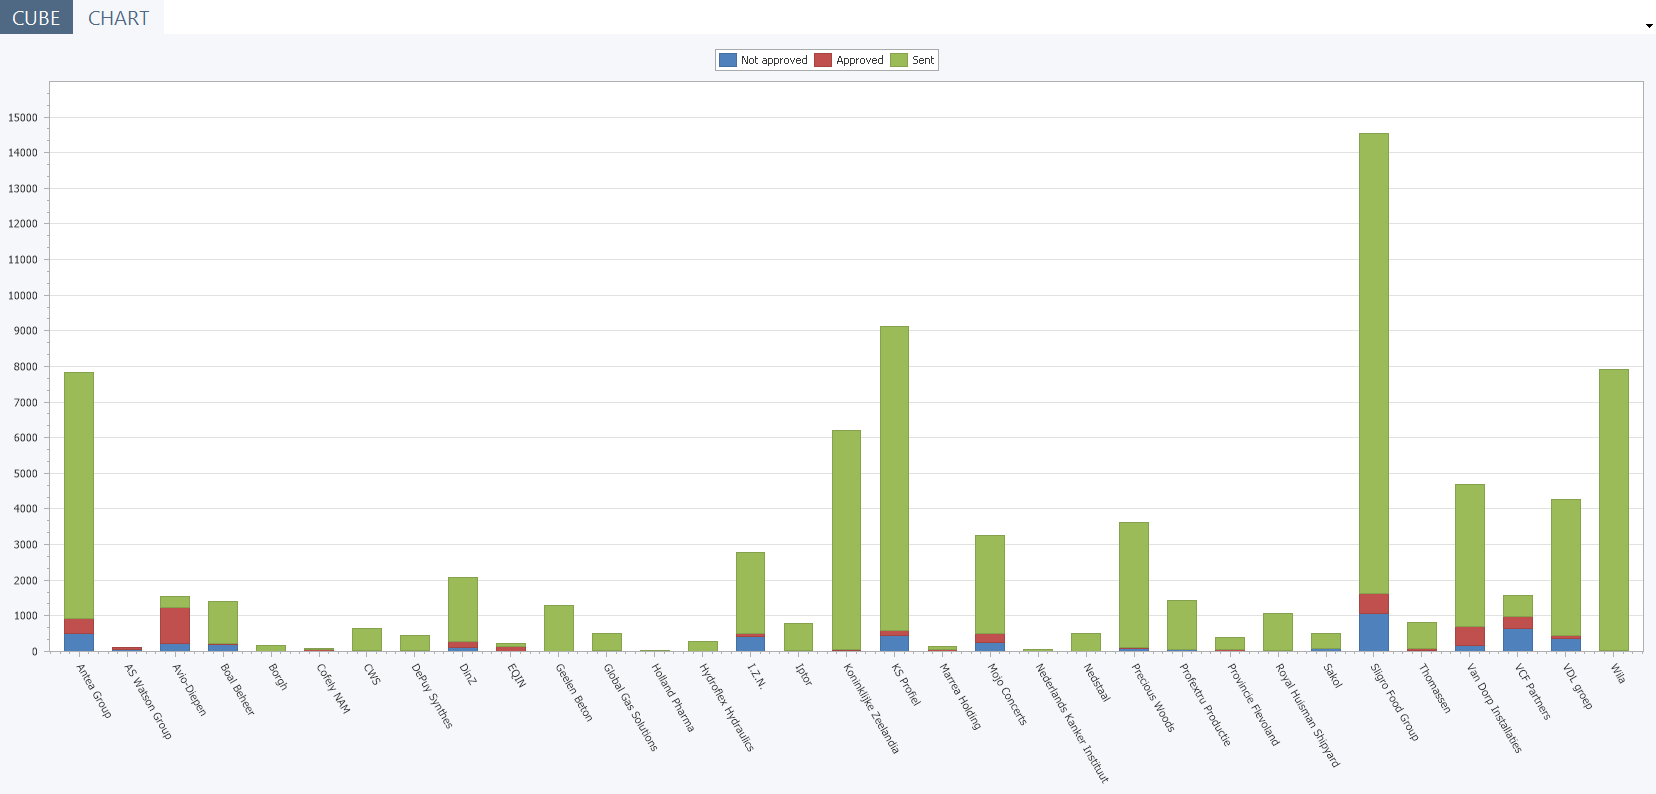 CUBE CHART
Not approved Approved Sent
15000
14000
13000
12000
11000
10000
9000
8000
7000
6000
5000
4000
3000
2000
1000
0
Antea Group
AS Watson Group
Avio-Diepen
Boal Beheer
Borgh
Cofely NAM
CWS
DePuy Synthes
DinZ
EQIN
Geelen Beton
Global Gas Solutions
Holland Pharma
Hydroflex Hydraulics
I.Z.N.
Iptor
Koninklijke Zeelandia
KS Profiel
Marrea Holding
Mojo Concerts
Nederlands Kanker Instituut
Nedstaal
Precious Woods
Profextru Productie
Provincie Flevoland
Royal Huisman Shipyard
Sakol
Sligro Food Group
Thomassen
Van Dorp Installaties
VCF Partners
VDL groep
Wila